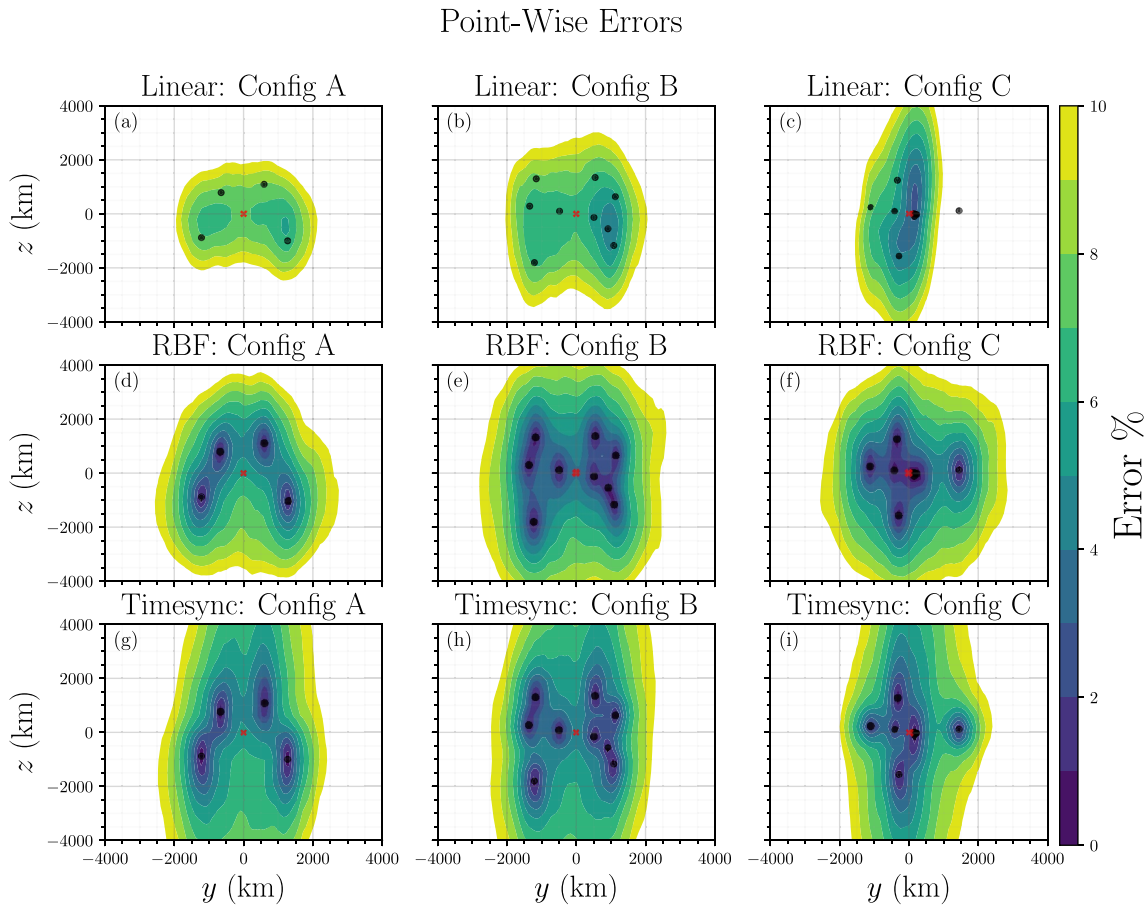 Point-Wise Errors
Linear: Config A
Linear: Config B
Linear: Config C
4000
2000
0
−2000
−4000
z (km)
(a)
(b)
(c)
RBF: Config A
RBF: Config B
RBF: Config C
4000
2000
0
−2000
−4000
z (km)
(d)
(e)
(f)
Timesync: Config A
Timesync: Config B
Timesync: Config C
4000
2000
0
−2000
−4000
z (km)
(g)
(h)
(i)
−4000 −2000 0 2000 4000
−4000 −2000 0 2000 4000
−4000 −2000 0 2000 4000
y (km)
y (km)
y (km)
10
8
6
4
2
0
Error %